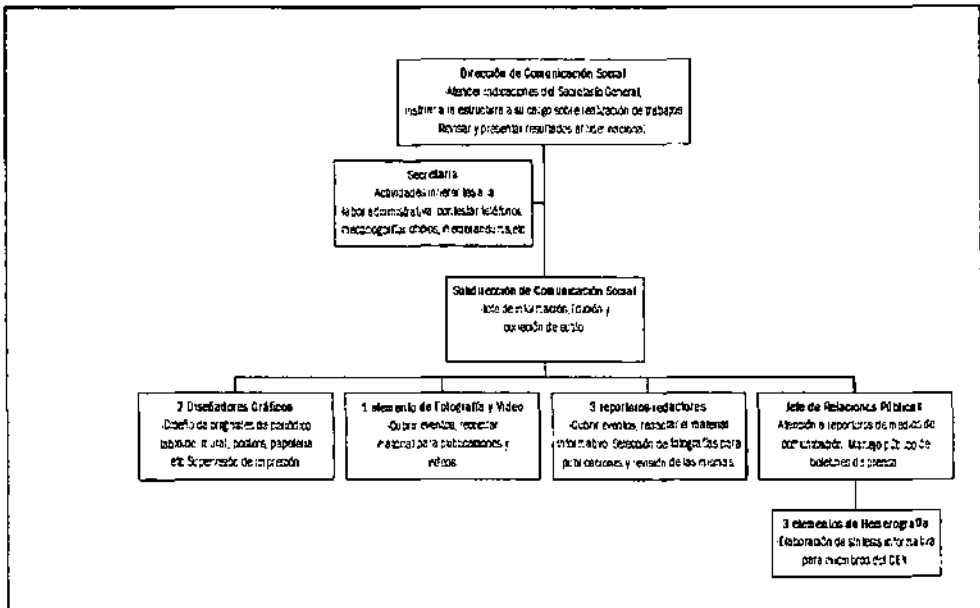 Dirección de Comunicación Social
-Atender indicaciones del Secretario General,
instruir a la estructura a su cargo sobre realización de trabajos
Revisar y presentar resultados al líder nacional.
Secretaria
Actividades inherentes a la
labor administrativa: contestar teléfonos,
mecanografiar oficios, memorandums, etc
Subdirección de Comunicación Social
-Jefe de información, Edición y
corrección de estilo
2 Diseñadores Gráficos
-Diseño de originales de periódico
mural, posters, papelería
etc. Supervisión de impresión
1 elemento de Fotografía y Video
-Cubrir eventos, recopilar
material para publicaciones y
videos
3 reporteros redactores
-Cubrir eventos, redactar el material
informativo. Selección de fotografías para
publicaciones y revisión de las mismas.
Jefe de Relaciones Públicas
Atención a reporteros de medios de
comunicación. Manejo público de
boletines de prensa
3 elementos de Hemerografía
-Elaboración de síntesis informativa
para miembros del CEN